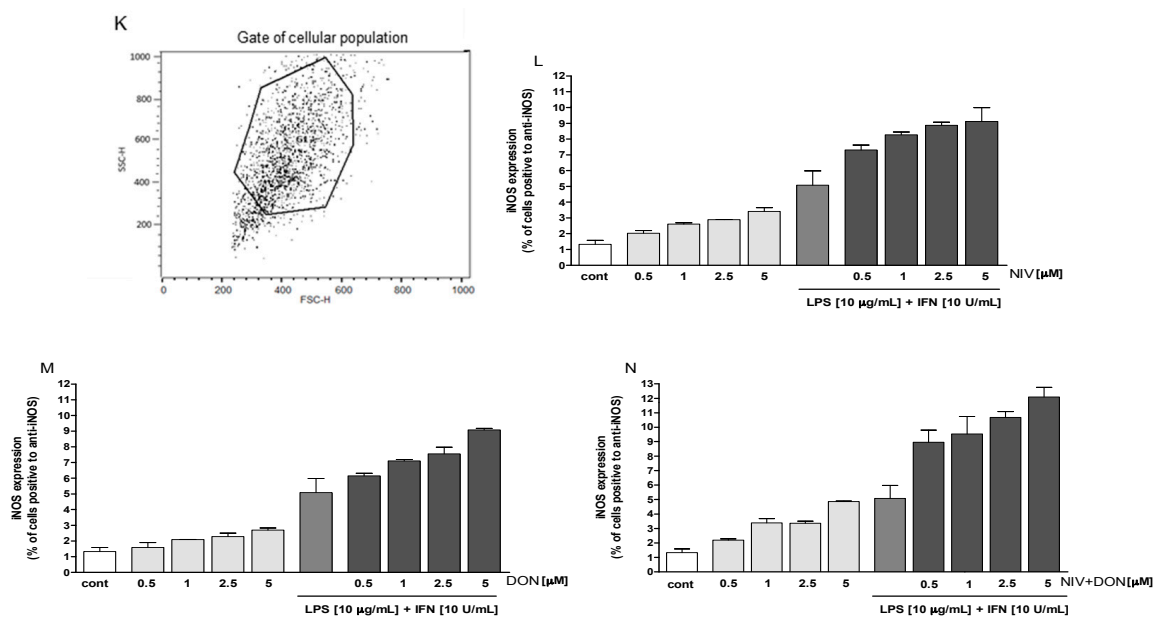 K
Gate of cellular population
1000
800
600
400
200
SSC-H
G1
0 200 400 600 800 1000
FSC-H
L
12
11
10
9
8
7
6
5
4
3
2
1
0
iNOS expression
(% of cells positive to anti-iNOS)
cont 0.5 1 2.5 5 0.5 1 2.5 5 NIV [µM]
LPS [10 µg/mL] + IFN [10 U/mL]
M
12
11
10
9
8
7
6
5
4
3
2
1
0
iNOS expression
(% of cells positive to anti-iNOS)
cont 0.5 1 2.5 5 0.5 1 2.5 5 DON [µM]
LPS [10 µg/mL] + IFN [10 U/mL]
N
13
12
11
10
9
8
7
6
5
4
3
2
1
0
iNOS expression
(% of cells positive to anti-iNOS)
cont 0.5 1 2.5 5 0.5 1 2.5 5 NIV+DON [µM]
LPS [10 µg/mL] + IFN [10 U/mL]